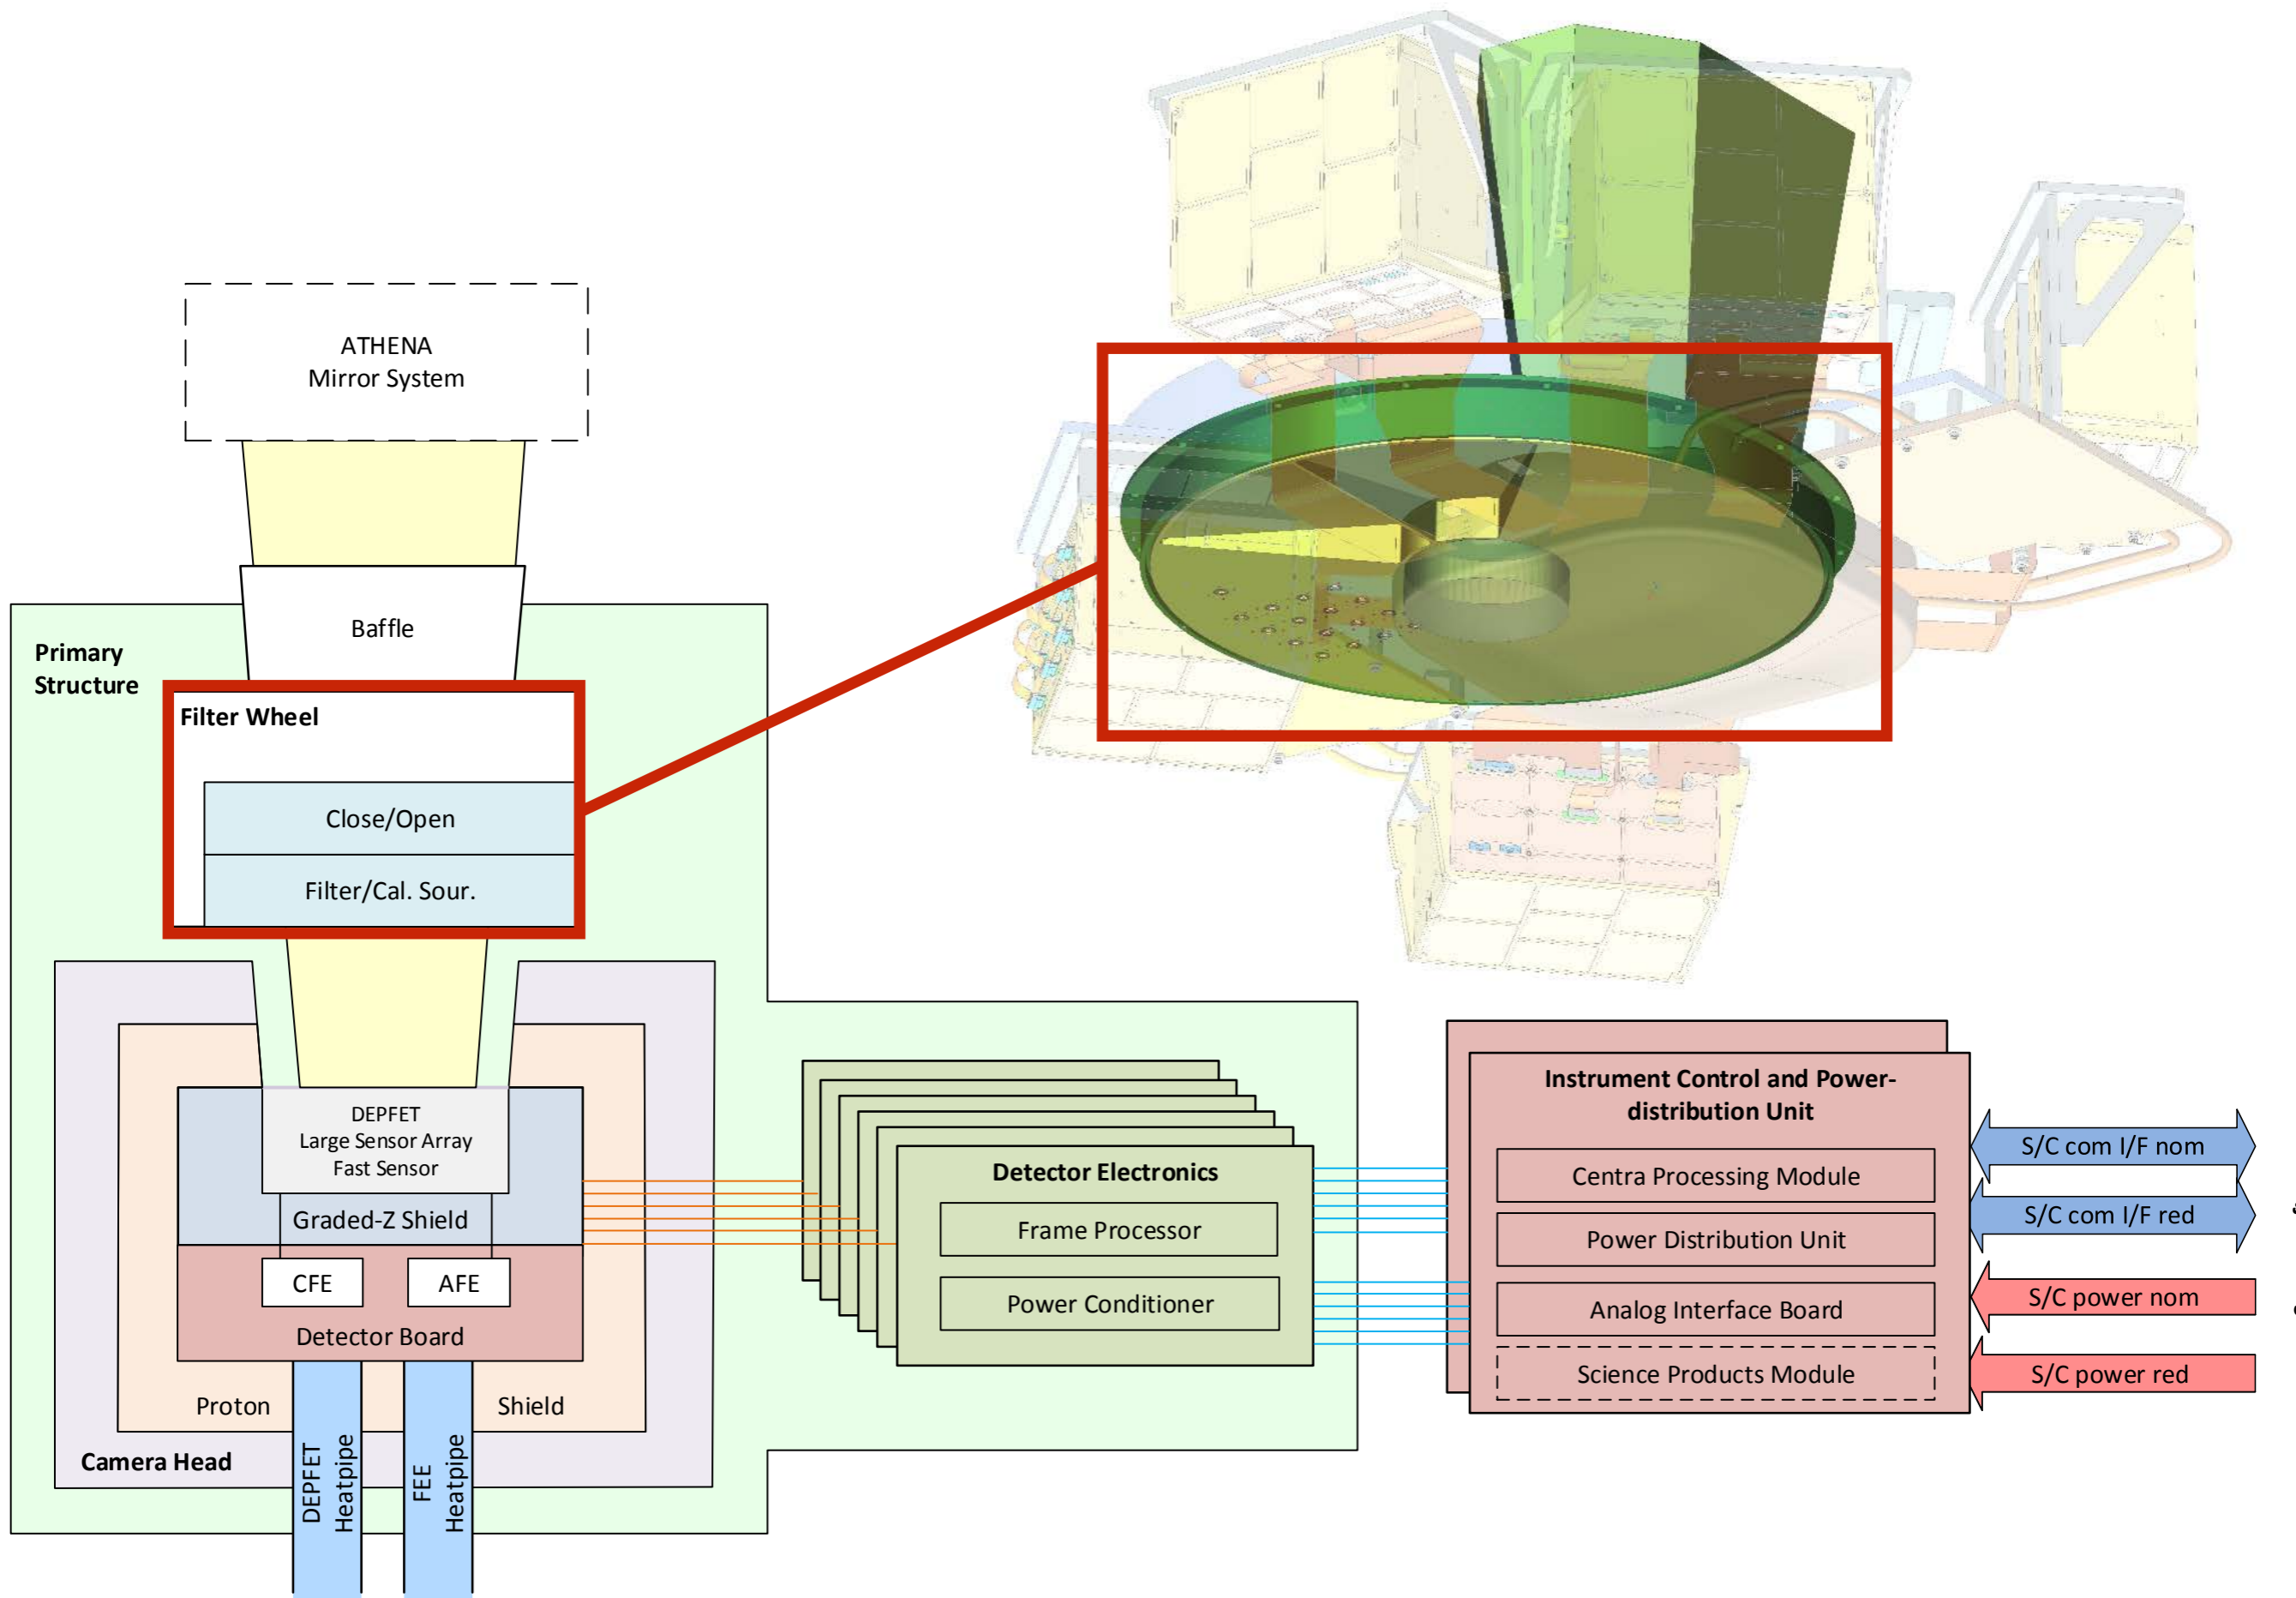 ATHENA
Mirror System
Baffle
Primary
Structure
Filter Wheel
Close/Open
Filter/Cal. Sour.
DEPFET
Large Sensor Array
Fast Sensor
Graded-Z Shield
CFE
AFE
Detector Board
Proton
Shield
Camera Head
DEPFET
Heatpipe
FEE
Heatpipe
Detector Electronics
Frame Processor
Power Conditioner
Instrument Control and Power-
distribution Unit
Centra Processing Module
Power Distribution Unit
Analog Interface Board
Science Products Module
S/C com I/F nom
S/C com I/F red
S/C power nom
S/C power red